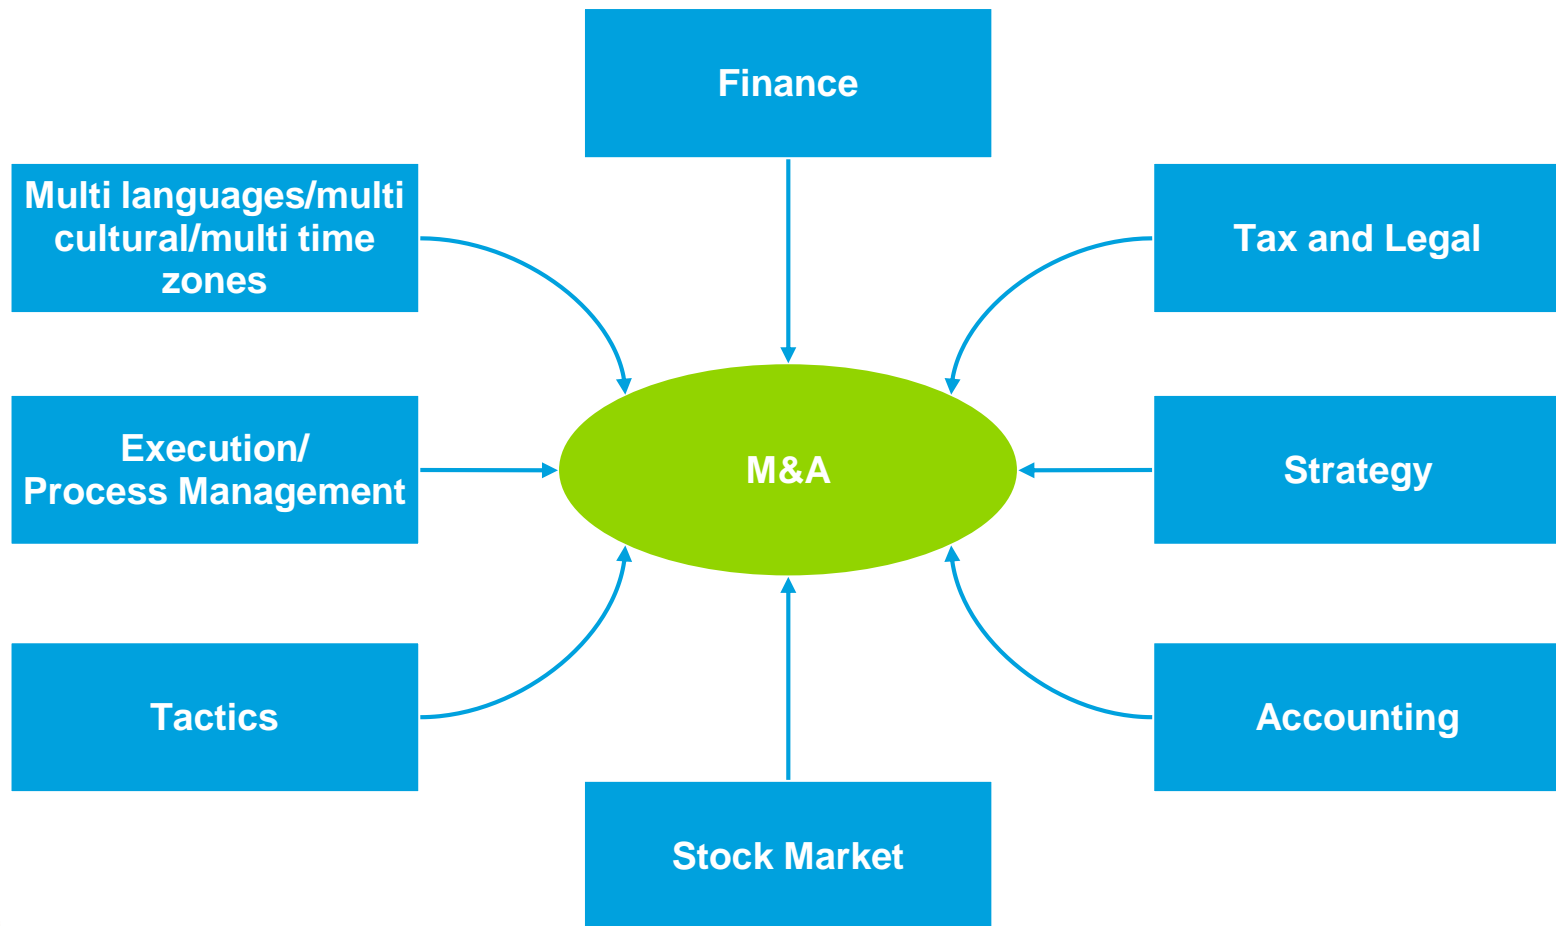 Finance
Multi languages/multi
cultural/multi time
zones
Tax and Legal
Execution/
Process Management
M&A
Strategy
Tactics
Accounting
Stock Market